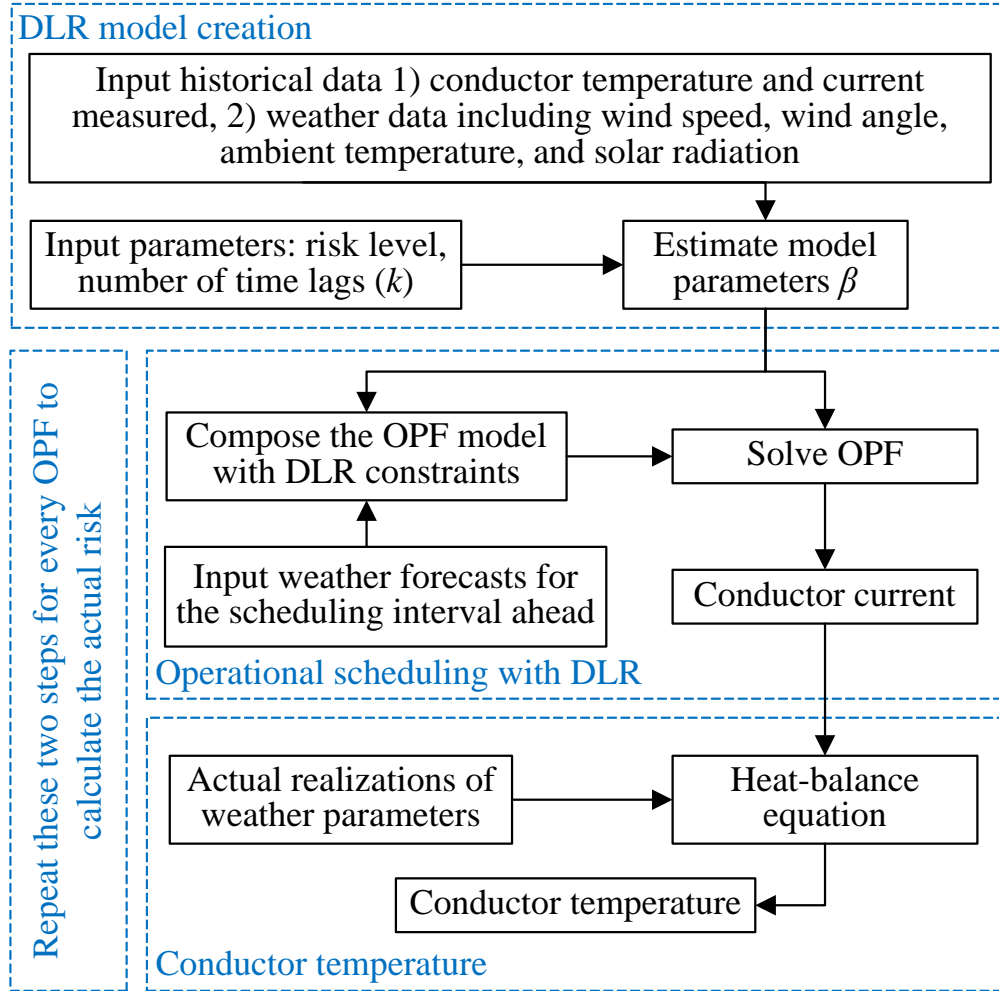 DLR model creation
Input historical data 1) conductor temperature and current
measured, 2) weather data including wind speed, wind angle,
ambient temperature, and solar radiation
Input parameters: risk level,
number of time lags (k)
Estimate model
parameters β
Repeat these two steps for every OPF to
calculate the actual risk
Compose the OPF model
with DLR constraints
Solve OPF
Input weather forecasts for
the scheduling interval ahead
Conductor current
Operational scheduling with DLR
Actual realizations of
weather parameters
Heat-balance
equation
Conductor temperature
Conductor temperature